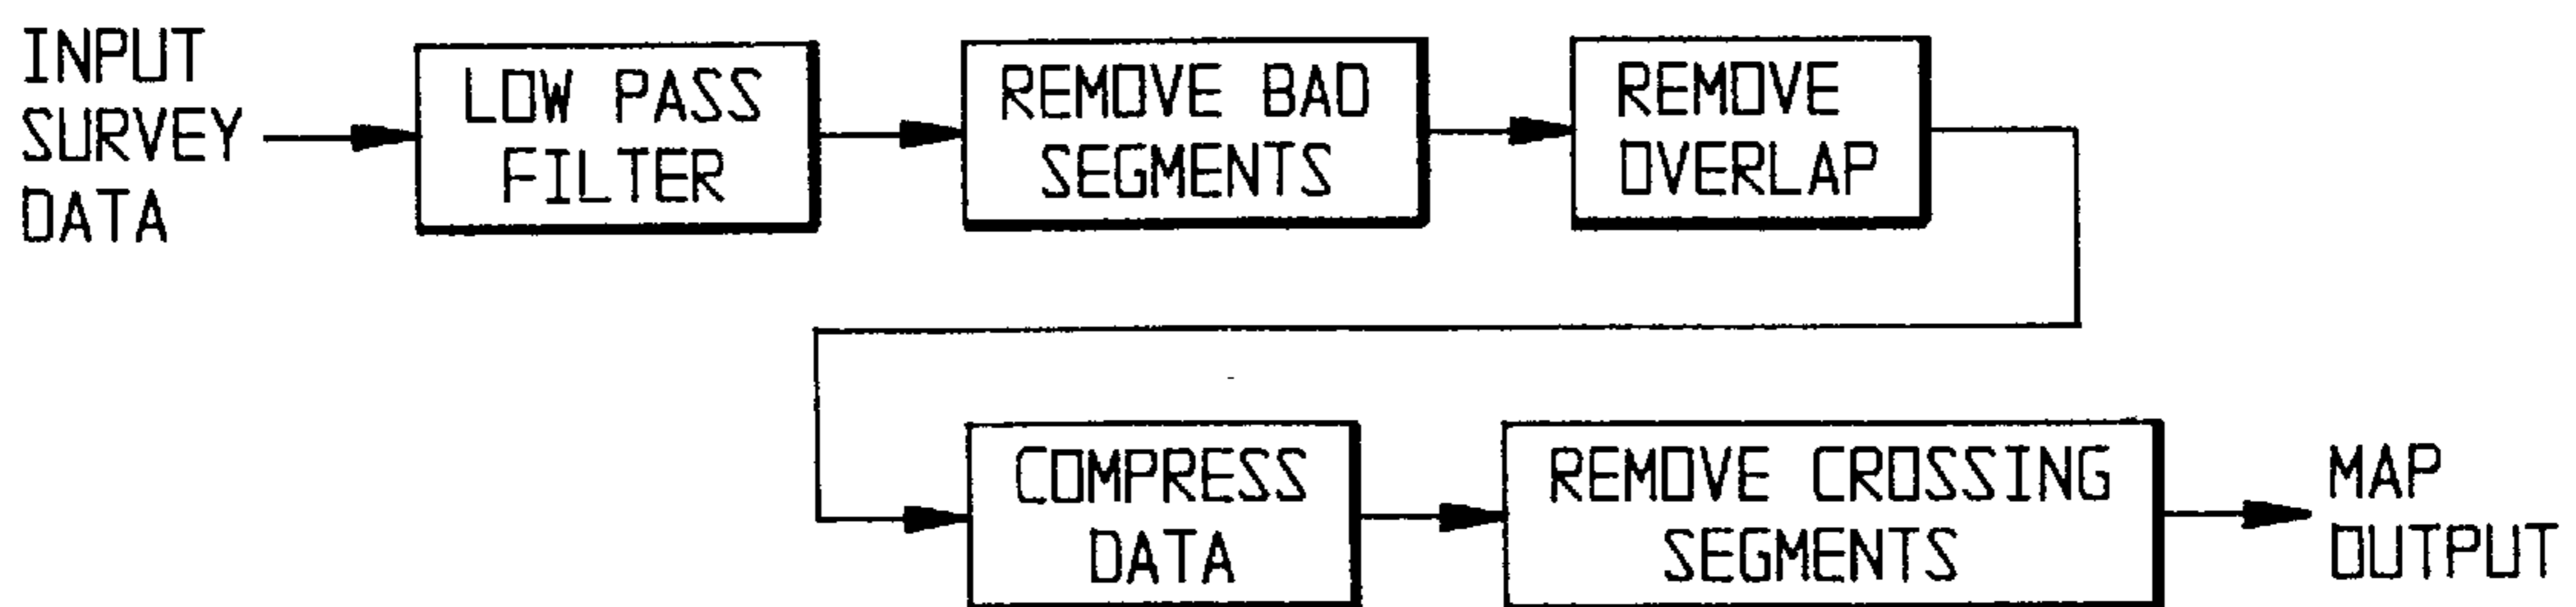 INPUT
SURVEY
DATA
LOW PASS
FILTER
REMOVE BAD
SEGMENTS
REMOVE
OVERLAP
COMPRESS
DATA
REMOVE CROSSING
SEGMENTS
MAP
OUTPUT